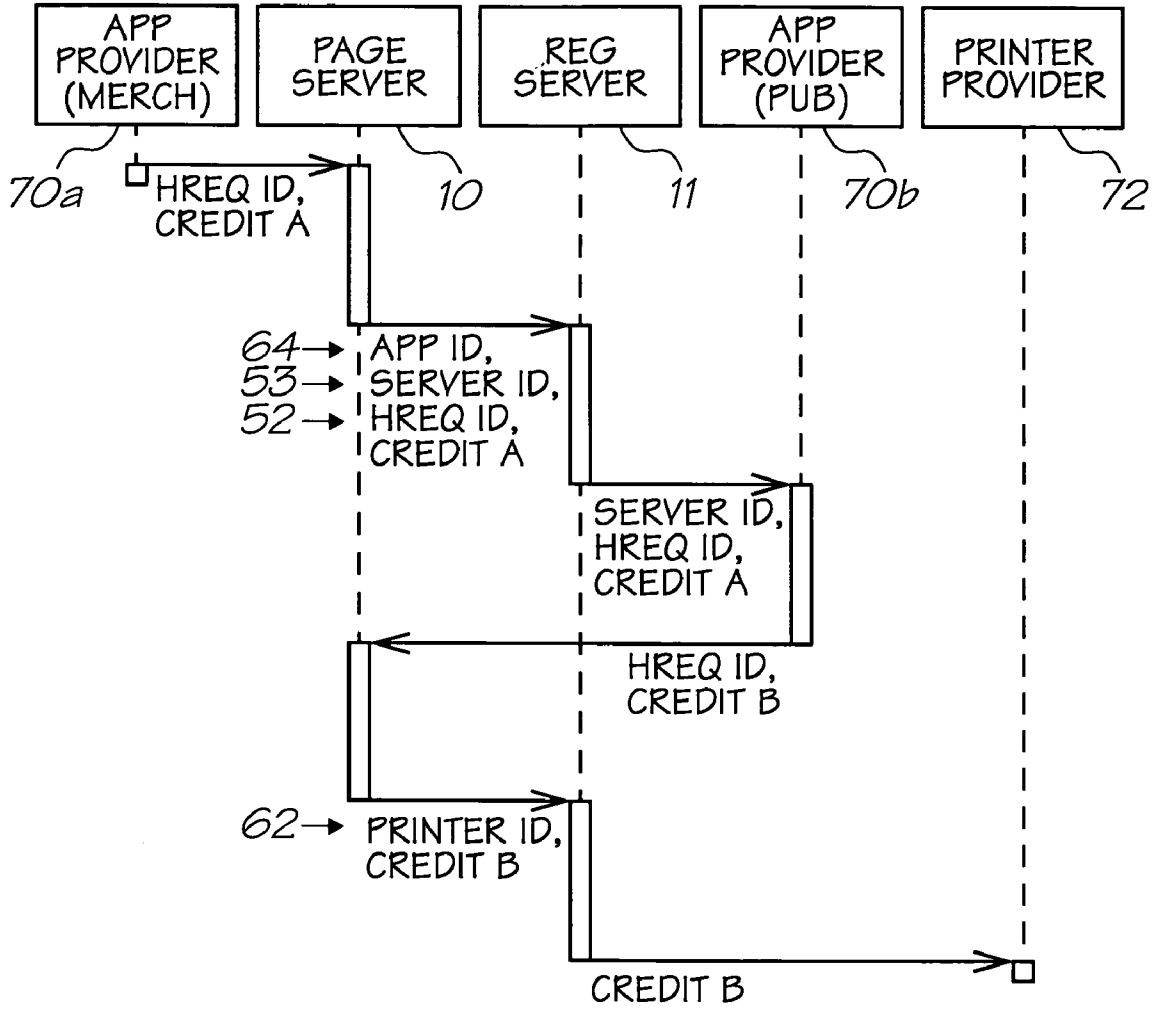 APP
PROVIDER
(MERCH)
PAGE
SERVER
REG
SERVER
APP
PROVIDER
(PUB)
PRINTER
PROVIDER
70a
10
11
70b
72
HREQ ID,
CREDIT A
64
APP ID,
53
SERVER ID,
52
HREQ ID,
CREDIT A
SERVER ID,
HREQ ID,
CREDIT A
HREQ ID,
CREDIT B
62
PRINTER ID,
CREDIT B
CREDIT B